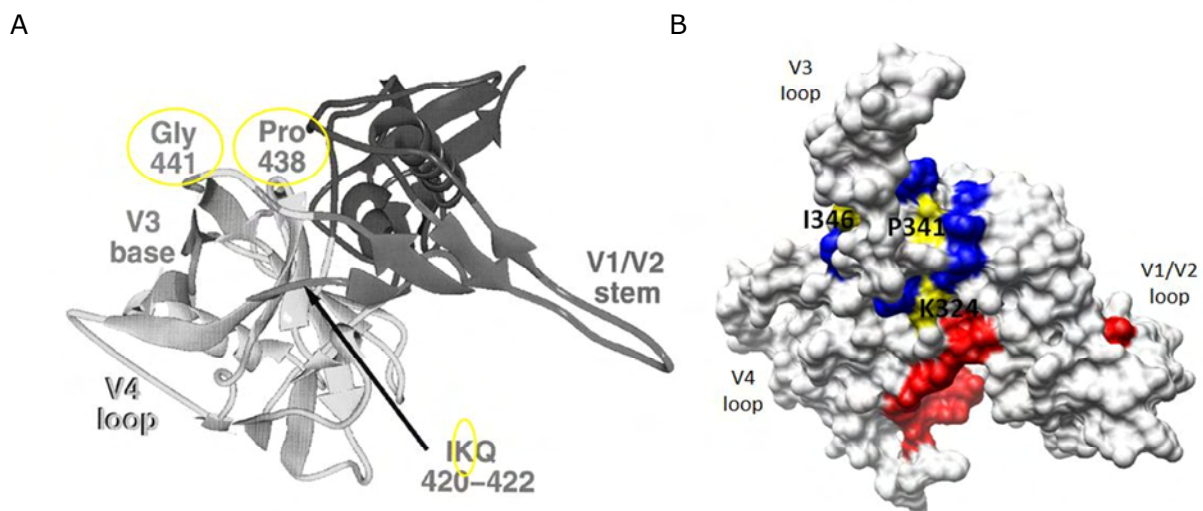 A
Gly
441
Pro
438
V3
base
V1/V2
stem
V4
loop
IKQ
420–422
B
V3
loop
I346
P341
K324
V1/V2
loop
V4
loop